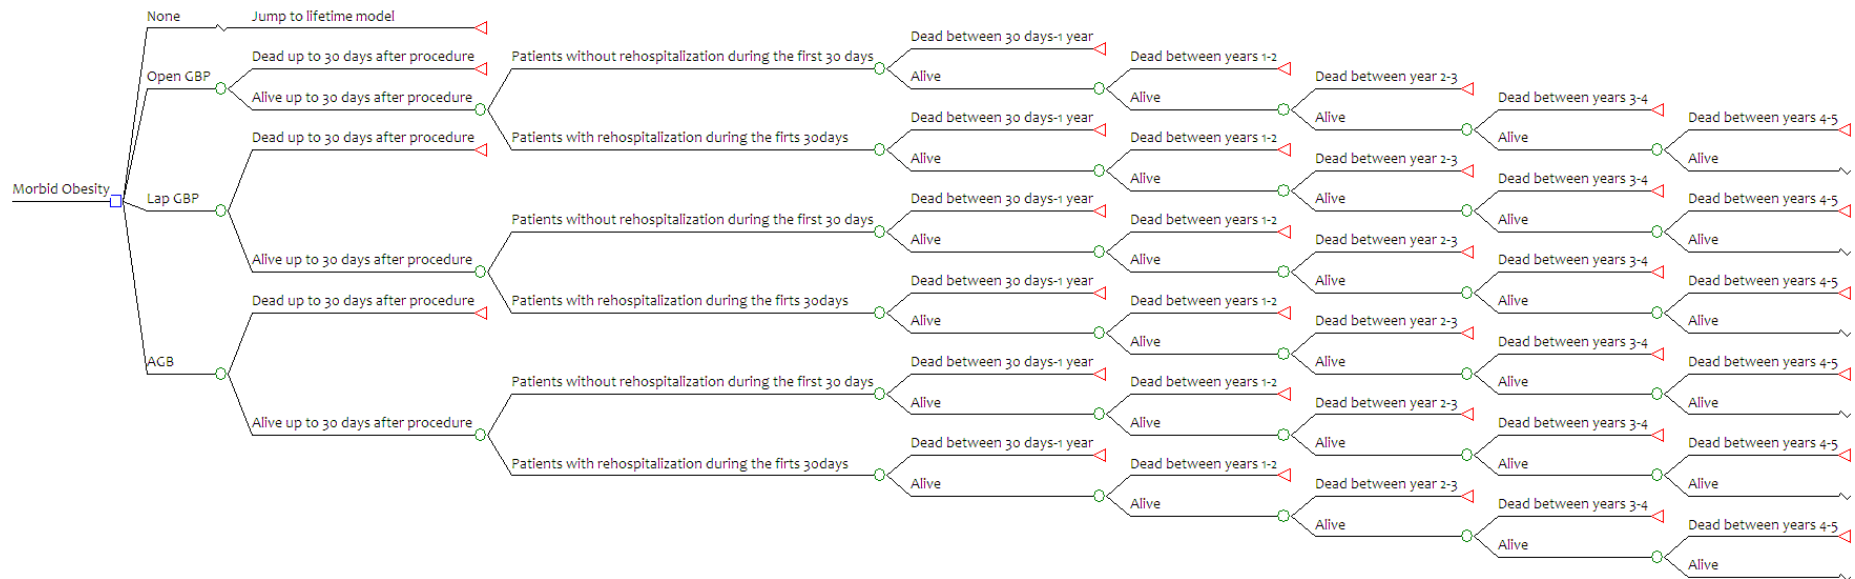 None
Jump to lifetime model
Open GBP
Dead up to 30 days after procedure
Alive up to 30 days after procedure
Patients without rehospitalization during the first 30 days
Dead between 30 days-1 year
Alive
Dead between years 1-2
Alive
Dead between year 2-3
Alive
Dead between years 3-4
Alive
Dead between years 4-5
Alive
Patients with rehospitalization during the firts 30days
Dead between 30 days-1 year
Alive
Dead between years 1-2
Alive
Dead between year 2-3
Alive
Dead between years 3-4
Alive
Dead between years 4-5
Alive
Morbid Obesity
Lap GBP
Dead up to 30 days after procedure
Alive up to 30 days after procedure
Patients without rehospitalization during the first 30 days
Dead between 30 days-1 year
Alive
Dead between years 1-2
Alive
Dead between year 2-3
Alive
Dead between years 3-4
Alive
Dead between years 4-5
Alive
Patients with rehospitalization during the firts 30days
Dead between 30 days-1 year
Alive
Dead between years 1-2
Alive
Dead between year 2-3
Alive
Dead between years 3-4
Alive
Dead between years 4-5
Alive
AGB
Dead up to 30 days after procedure
Alive up to 30 days after procedure
Patients without rehospitalization during the first 30 days
Dead between 30 days-1 year
Alive
Dead between years 1-2
Alive
Dead between year 2-3
Alive
Dead between years 3-4
Alive
Dead between years 4-5
Alive
Patients with rehospitalization during the firts 30days
Dead between 30 days-1 year
Alive
Dead between years 1-2
Alive
Dead between year 2-3
Alive
Dead between years 3-4
Alive
Dead between years 4-5
Alive